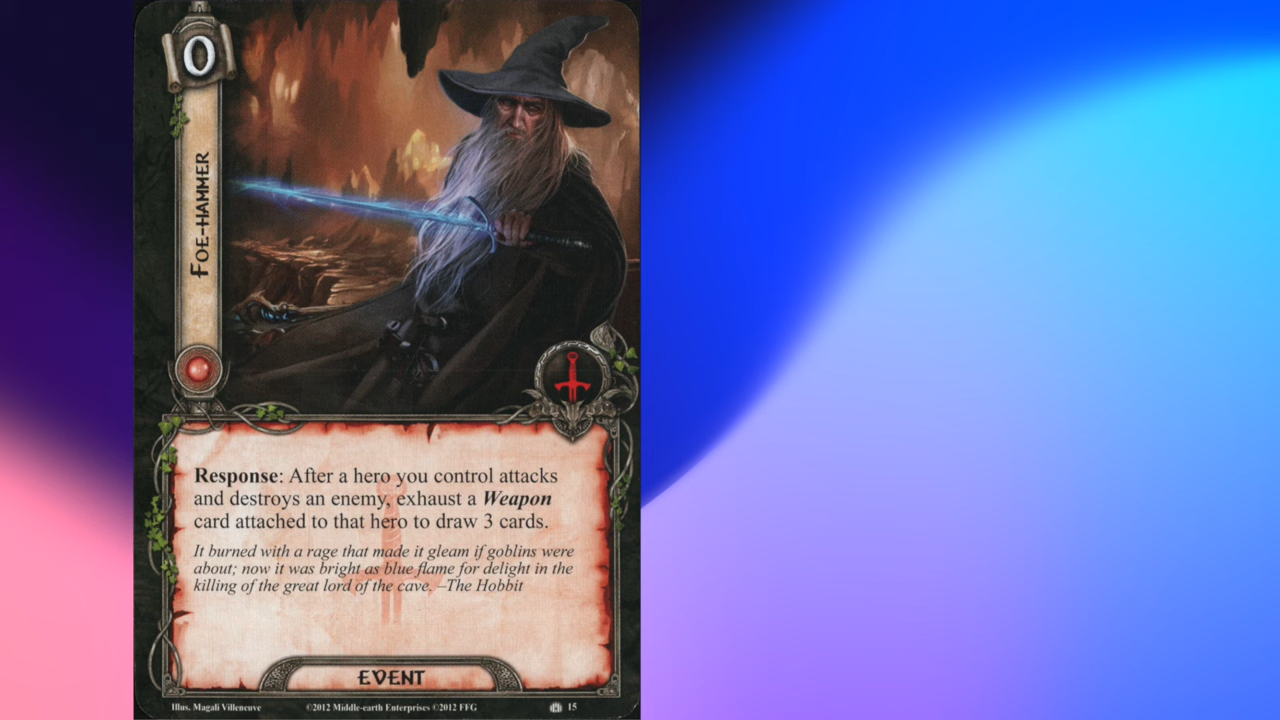 0
FOE-HAMMER
Response: After a hero you control attacks
and destroys an enemy, exhaust a Weapon
card attached to that hero to draw 3 cards.
It burned with a rage that made it gleam if goblins were
about; now it was bright as blue flame for delight in the
killing of the great lord of the cave. –The Hobbit
EVENT
Illus. Magali Villeneuve ©2012 Middle-earth Enterprises ©2012 FFG 15